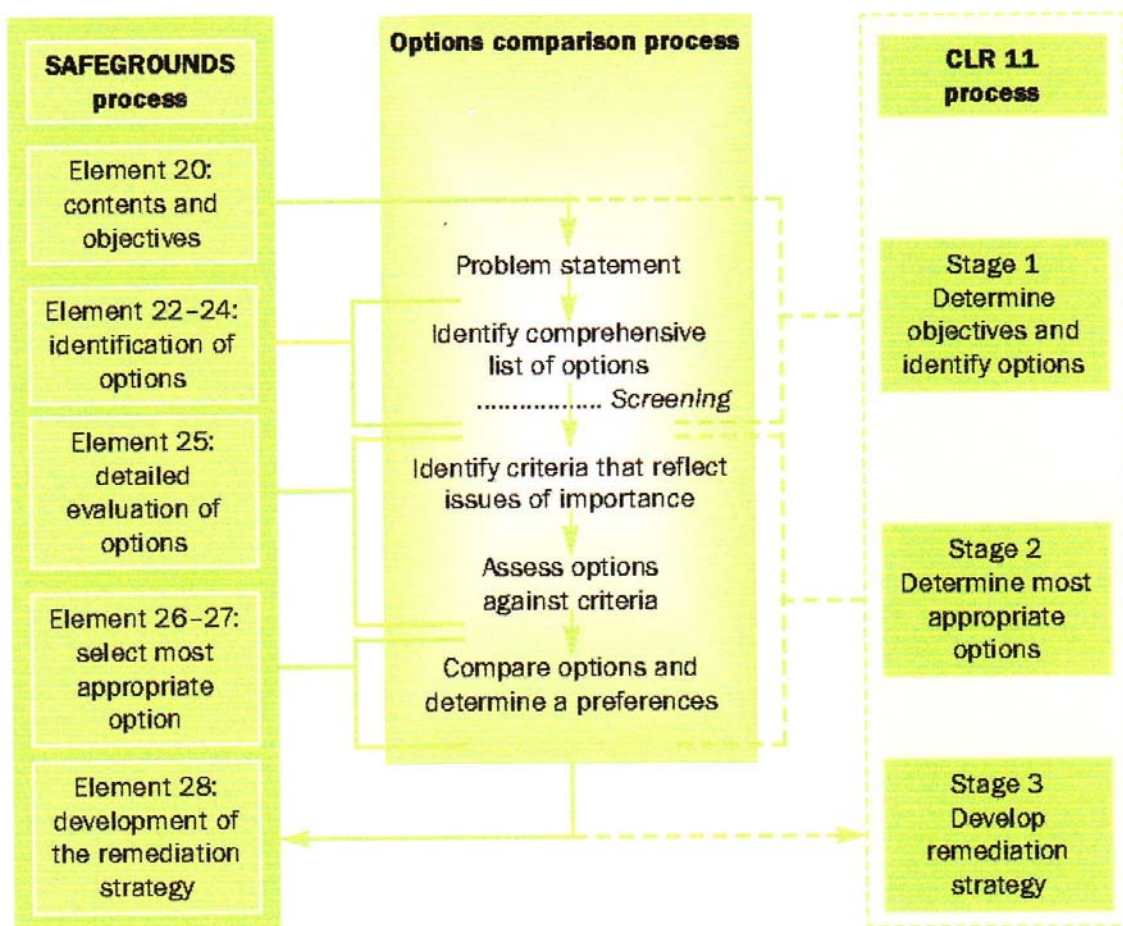 SAFEGROUNDS
process
Element 20:
contents and
objectives
Element 22–24:
identification of
options
Element 25:
detailed
evaluation of
options
Element 26–27:
select most
appropriate
option
Element 28:
development of
the remediation
strategy
Options comparison process
Problem statement
Identify comprehensive
list of options
................... Screening
Identify criteria that reflect
issues of importance
Assess options
against criteria
Compare options and
determine a preferences
CLR 11
process
Stage 1
Determine
objectives and
identify options
Stage 2
Determine most
appropriate
options
Stage 3
Develop
remediation
strategy